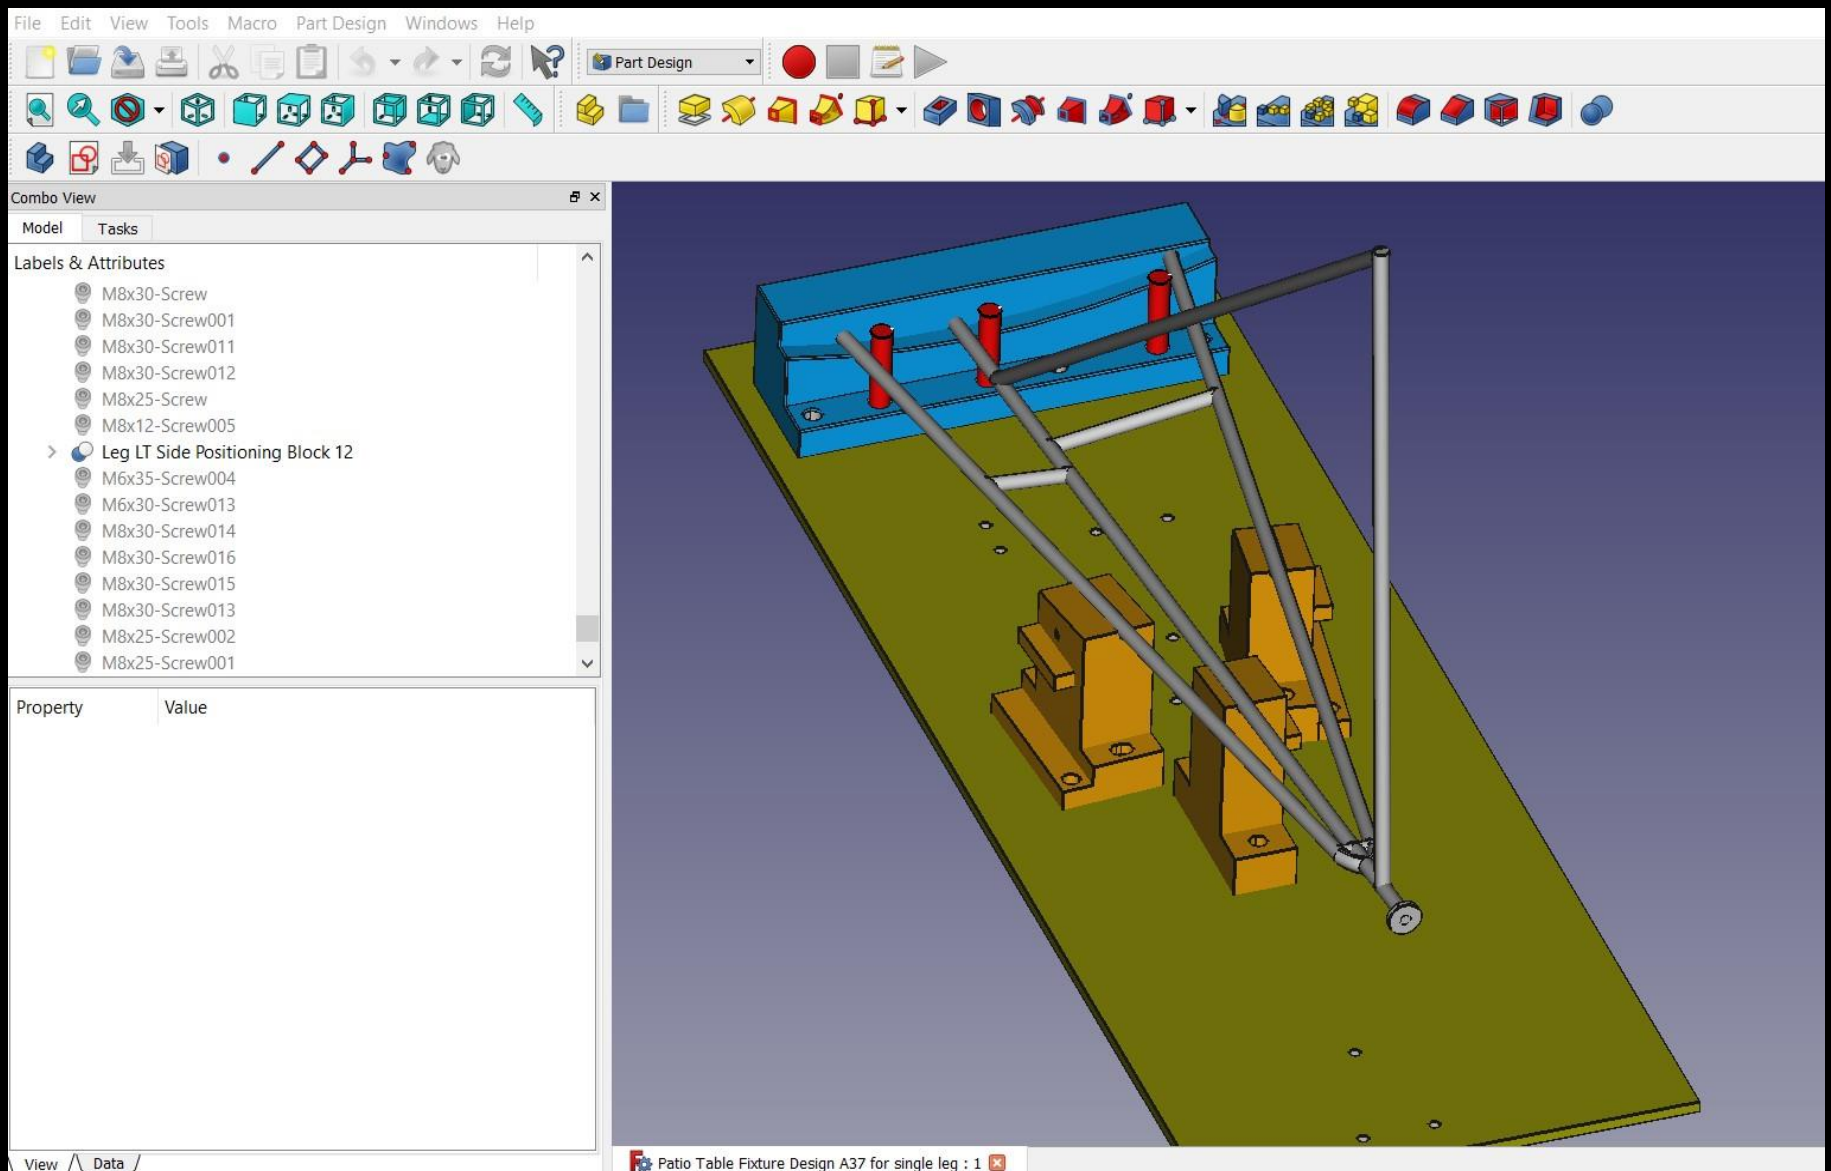 File Edit View Tools Macro Part Design Windows Help
Part Design
Combo View
Model Tasks
Labels & Attributes
M8x30-Screw
M8x30-Screw001
M8x30-Screw011
M8x30-Screw012
M8x25-Screw
M8x12-Screw005
Leg LT Side Positioning Block 12
M6x35-Screw004
M6x30-Screw013
M8x30-Screw014
M8x30-Screw016
M8x30-Screw015
M8x30-Screw013
M8x25-Screw002
M8x25-Screw001
Property Value
View Data
Patio Table Fixture Design A37 for single leg : 1